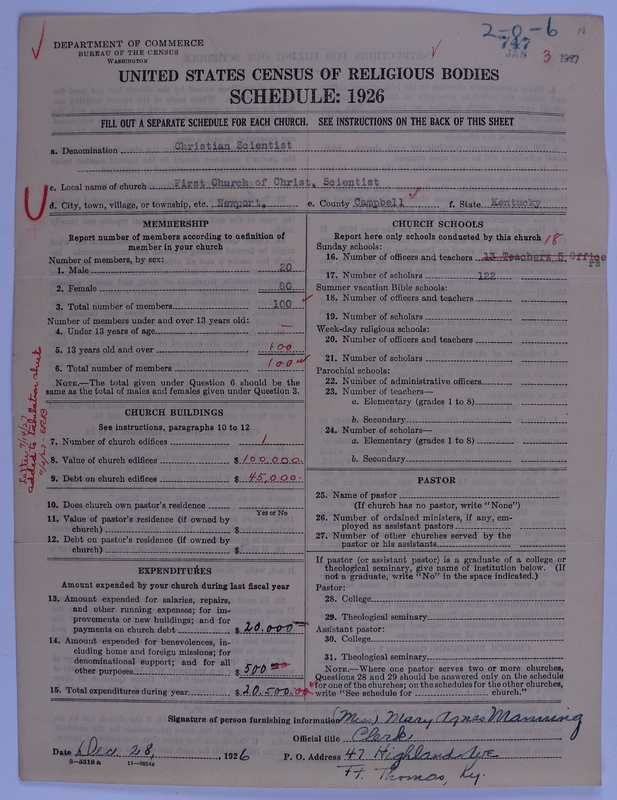 2-8-6
747
JAN 3 1927
DEPARTMENT OF COMMERCE
BUREAU OF THE CENSUS
WASHINGTON
UNITED STATES CENSUS OF RELIGIOUS BODIES
SCHEDULE: 1926
FILL OUT A SEPARATE SCHEDULE FOR EACH CHURCH. SEE INSTRUCTIONS ON THE BACK OF THIS SHEET
a. Denomination Christian Scientist
c. Local name of church First Church of Christ, Scientist
d. City, town, village, or township, etc. Newport, e. County Campbell f. State Kentucky
MEMBERSHIP
Report number of members according to definition of
member in your church
Number of members, by sex:
1. Male 20
2. Female 80
3. Total number of members 100
Number of members under and over 13 years old:
4. Under 13 years of age —
5. 13 years old and over 100
6. Total number of members 100
NOTE.—The total given under Question 6 should be the
same as the total of males and females given under Question 3.
CHURCH BUILDINGS
See instructions, paragraphs 10 to 12
7. Number of church edifices 1
8. Value of church edifices $100,000.
9. Debt on church edifices $45,000.
10. Does church own pastor's residence
Yes or No
11. Value of pastor's residence (if owned by
church) $
12. Debt on pastor's residence (if owned by
church) $
Letter 7/14/27
added to tabulation sheet
EXPENDITURES
Amount expended by your church during last fiscal year
13. Amount expended for salaries, repairs,
and other running expenses; for im-
provements or new buildings; and for
payments on church debt $20.000 00
14. Amount expended for benevolences, in-
cluding home and foreign missions; for
denominational support; and for all
other purposes $500 00
15. Total expenditures during year $20,500.00
CHURCH SCHOOLS
Report here only schools conducted by this church 18
Sunday schools:
16. Number of officers and teachers 13 Teachers 5 Office
rs
17. Number of scholars 122
Summer vacation Bible schools:
18. Number of officers and teachers
19. Number of scholars
Week-day religious schools:
20. Number of officers and teachers
21. Number of scholars
Parochial schools:
22. Number of administrative officers
23. Number of teachers—
a. Elementary (grades 1 to 8)
b. Secondary
24. Number of scholars—
a. Elementary (grades 1 to 8)
b. Secondary
PASTOR
25. Name of pastor
(If church has no pastor, write "None")
26. Number of ordained ministers, if any, em-
ployed as assistant pastors
27. Number of other churches served by the
pastor or his assistants
If pastor (or assistant pastor) is a graduate of a college or
theological seminary, give name of institution below. (If
not a graduate, write "No" in the space indicated.)
Pastor:
28. College
29. Theological seminary
Assistant pastor:
30. College
31. Theological seminary
NOTE.—Where one pastor serves two or more churches,
Questions 28 and 29 should be answered only on the schedule
for one of the churches; on the schedules for the other churches,
write "See schedule for church."
Signature of person furnishing information (Miss) Mary Agnes Manning
Official title Clerk
Date Dec. 28, 1926 P. O. Address 47 Highland Ave
8-5518 a
Ft. Thomas, Ky.